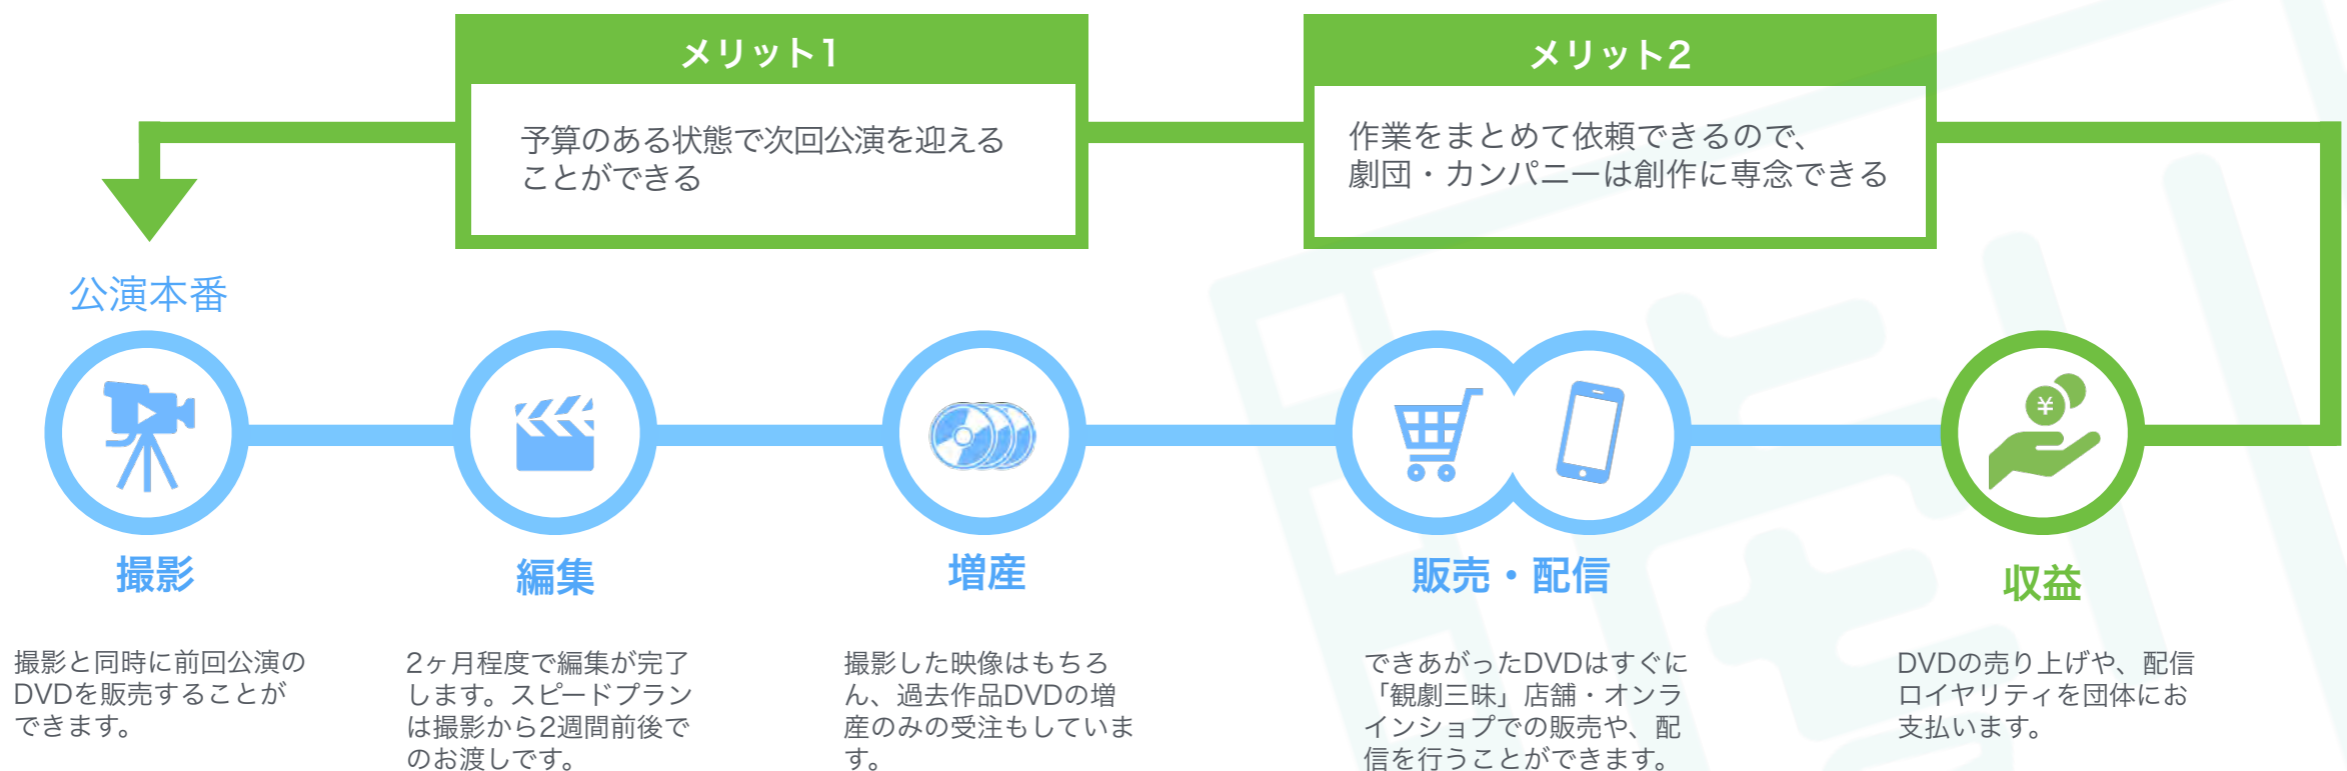 メリット1
予算のある状態で次回公演を迎える
ことができる
メリット2
作業をまとめて依頼できるので、
劇団・カンパニーは創作に専念できる
公演本番
撮影
撮影と同時に前回公演の
DVDを販売することが
できます。
編集
2ヶ月程度で編集が完了
します。スピードプラン
は撮影から2週間前後で
のお渡しです。
増産
撮影した映像はもちろ
ん、過去作品DVDの増
産のみの受注もしていま
す。
販売・配信
できあがったDVDはすぐに
「観劇三昧」店舗・オンラ
インショップでの販売や、配
信を行うことができます。
¥
収益
DVDの売り上げや、配信
ロイヤリティを団体にお
支払います。